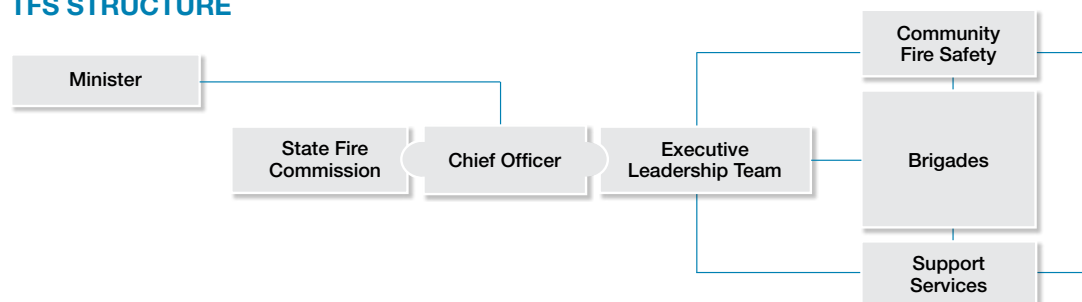 TFS STRUCTURE
Community
Fire Safety
Minister
State Fire
Commission
Chief Officer
Executive
Leadership Team
Brigades
Support
Services